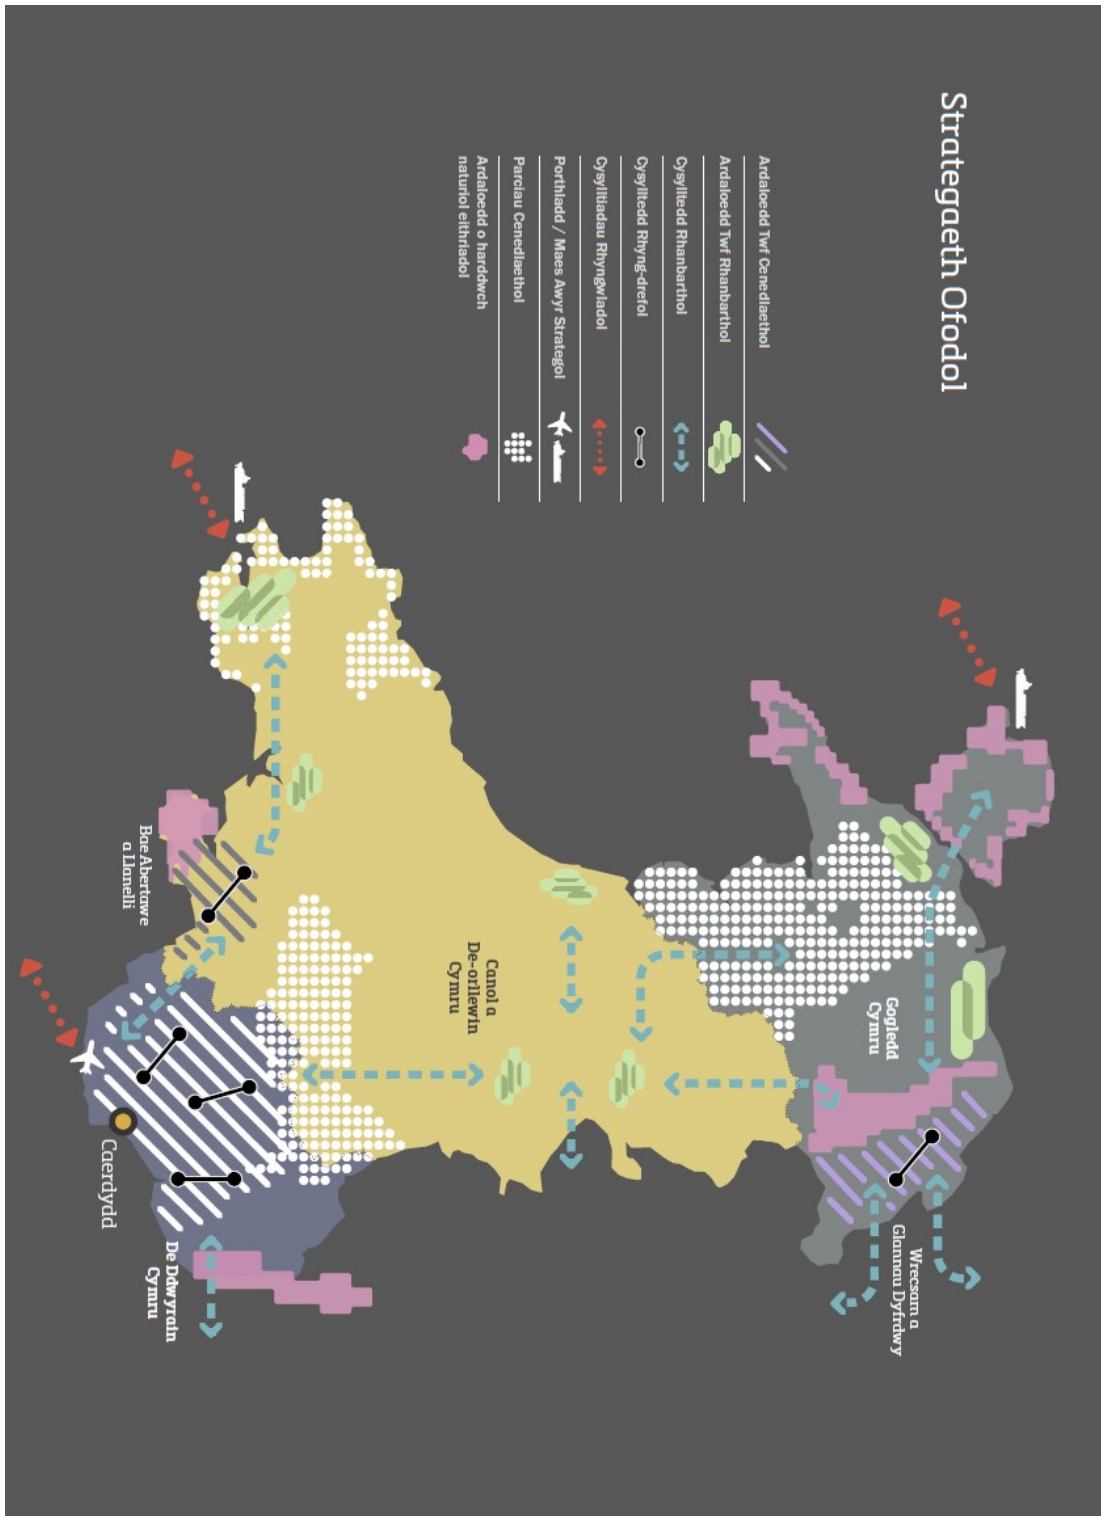 Strategaeth Ofodol
Ardaloedd Twf Cenedlaethol
Ardaloedd Twf Rhanbarthol
Cysylltedd Rhanbarthol
Cysylltedd Rhyng-drefol
Cysylltiadau Rhyngwladol
Porthladd / Maes Awyr Strategol
Parciau Cenedlaethol
Ardaloedd o harddwch
naturiol eithriadol
Gogledd
Cymru
Wrecsam a
Glannau Dyfrdwy
Canol a
De-orllewin
Cymru
Bae Abertawe
a Llanelli
De Ddwyrain
Cymru
Caerdydd